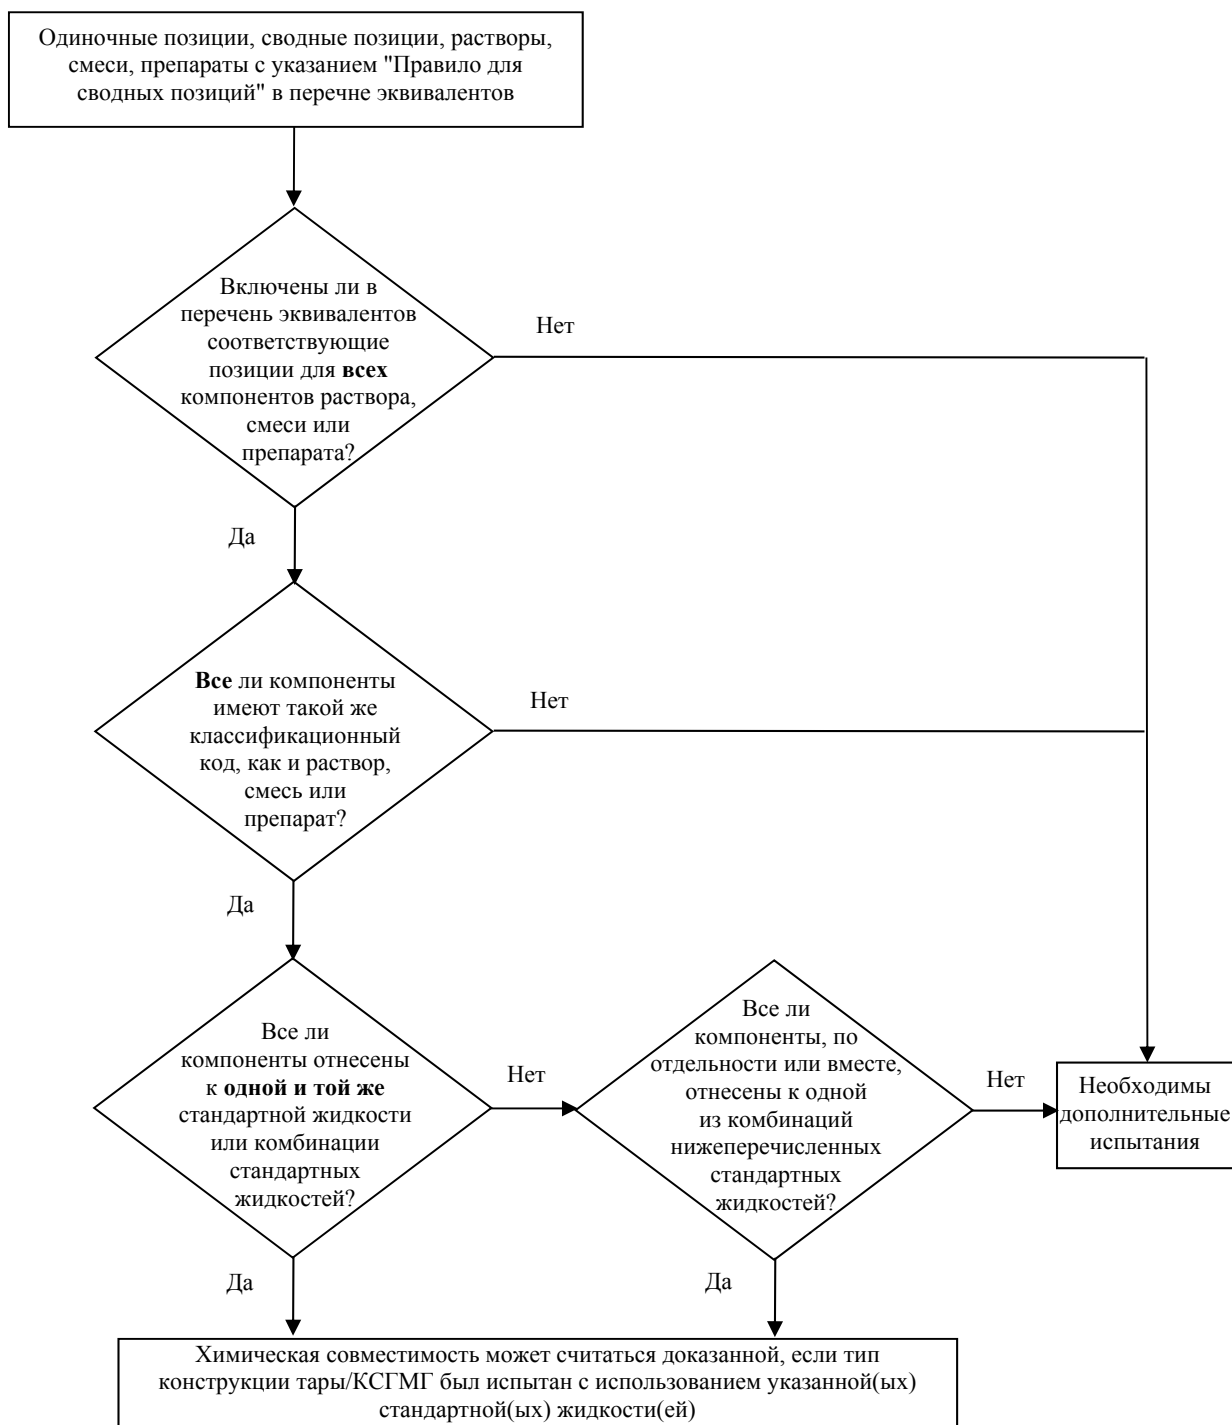 Одиночные позиции, сводные позиции, растворы,
смеси, препараты с указанием "Правило для
сводных позиций" в перечне эквивалентов
Включены ли в
перечень эквивалентов
соответствующие
позиции для всех
компонентов раствора,
смеси или
препарата?
Нет
Да
Все ли компоненты
имеют такой же
классификационный
код, как и раствор,
смесь или
препарат?
Нет
Да
Все ли
компоненты отнесены
к одной и той же
стандартной жидкости
или комбинации
стандартных
жидкостей?
Нет
Все ли
компоненты, по
отдельности или вместе,
отнесены к одной
из комбинаций
нижеперечисленных
стандартных
жидкостей?
Нет
Необходимы
дополнительные
испытания
Да
Да
Химическая совместимость может считаться доказанной, если тип
конструкции тары/КСГМГ был испытан с использованием указанной(ых)
стандартной(ых) жидкости(ей)